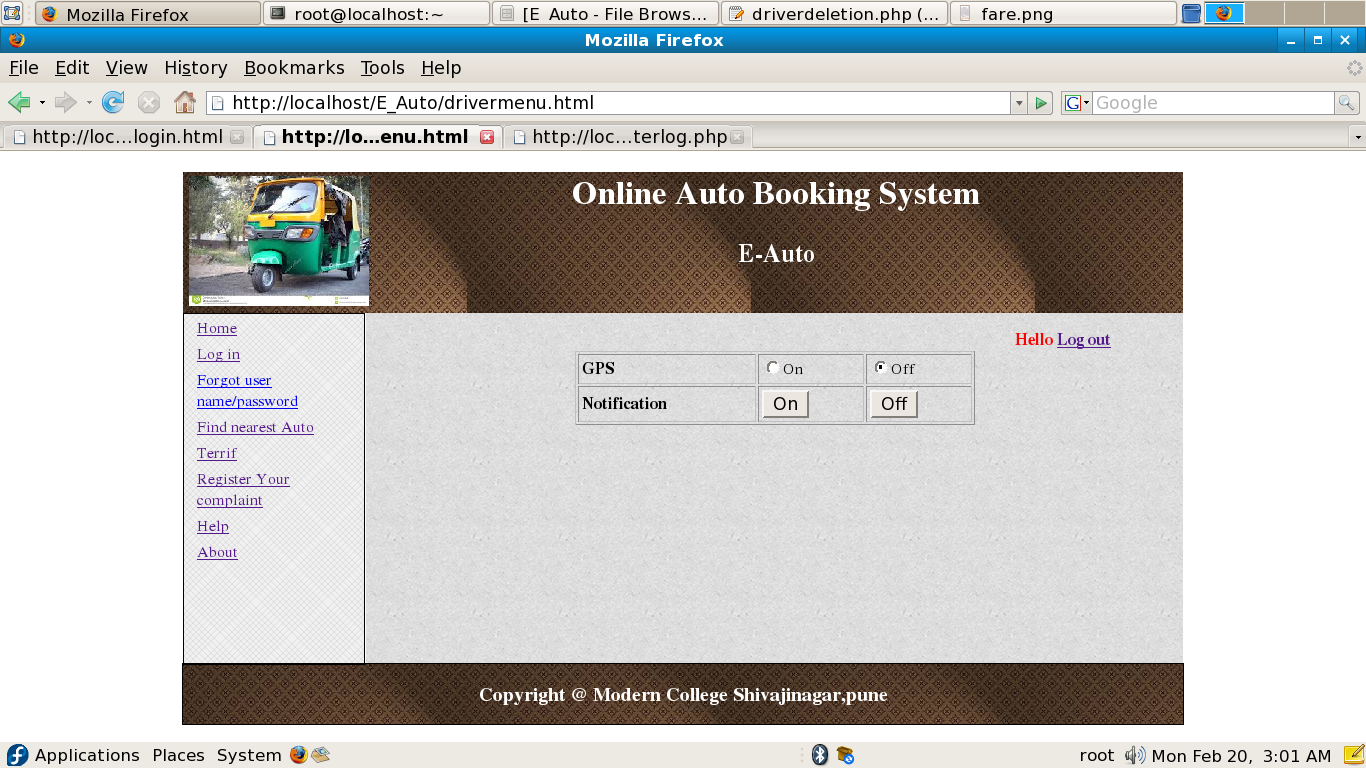 Mozilla Firefox
root@localhost:~
[E Auto - File Brows...
driverdeletion.php (...
fare.png
Mozilla Firefox
File Edit View History Bookmarks Tools Help
http://localhost/E_Auto/drivermenu.html
G
Google
http://loc...login.html
http://lo...enu.html
http://loc...terlog.php
Online Auto Booking System
E-Auto
Home
Log in
Forgot user
name/password
Find nearest Auto
Terrif
Register Your
complaint
Help
About
Hello Log out
GPS On Off
Notification On Off
Copyright @ Modern College Shivajinagar,pune
Applications Places System
root Mon Feb 20, 3:01 AM